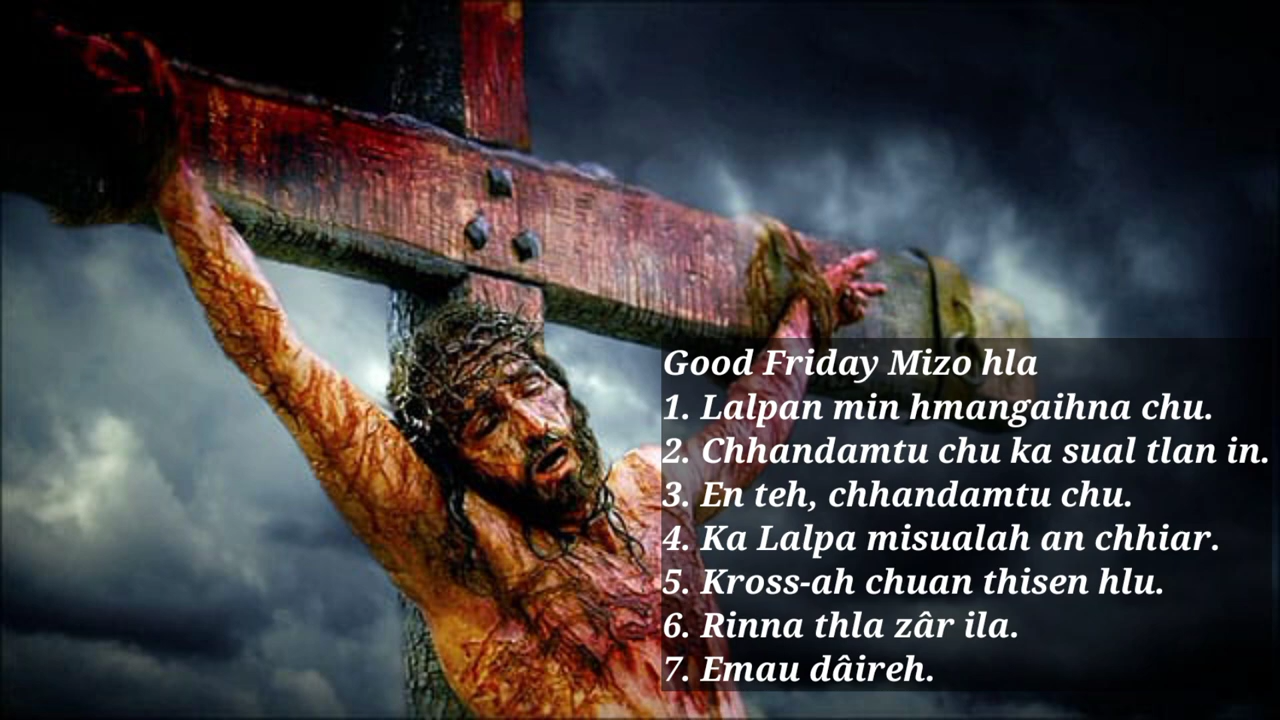 Good Friday Mizo hla
1. Lalpan min hmangaihna chu.
2. Chhandamtu chu ka sual tlan in.
3. En teh, chhandamtu chu.
4. Ka Lalpa misualah an chhiar.
5. Kross-ah chuan thisen hlu.
6. Rinna thla zâr ila.
7. Emau dâireh.